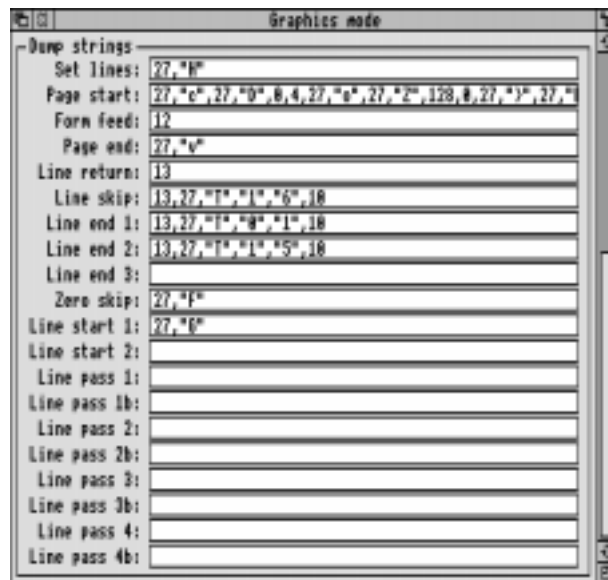 Graphics mode
Dump strings
Set lines: 27,"H"
Page start: 27,"c",27,"D",0,4,27,"o",27,"Z",128,0,27,")",27,
Form feed: 12
Page end: 27,"v"
Line return: 13
Line skip: 13,27,"T","1","6",10
Line end 1: 13,27,"T","0","1",10
Line end 2: 13,27,"T","1","5",10
Line end 3:
Zero skip: 27,"F"
Line start 1: 27,"G"
Line start 2:
Line pass 1:
Line pass 1b:
Line pass 2:
Line pass 2b:
Line pass 3:
Line pass 3b:
Line pass 4:
Line pass 4b: